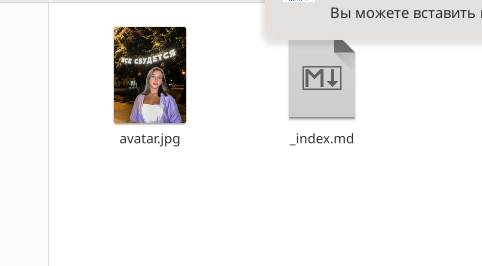 Вы можете вставить
ВСЕ СБУДЕТСЯ
M
avatar.jpg
_index.md